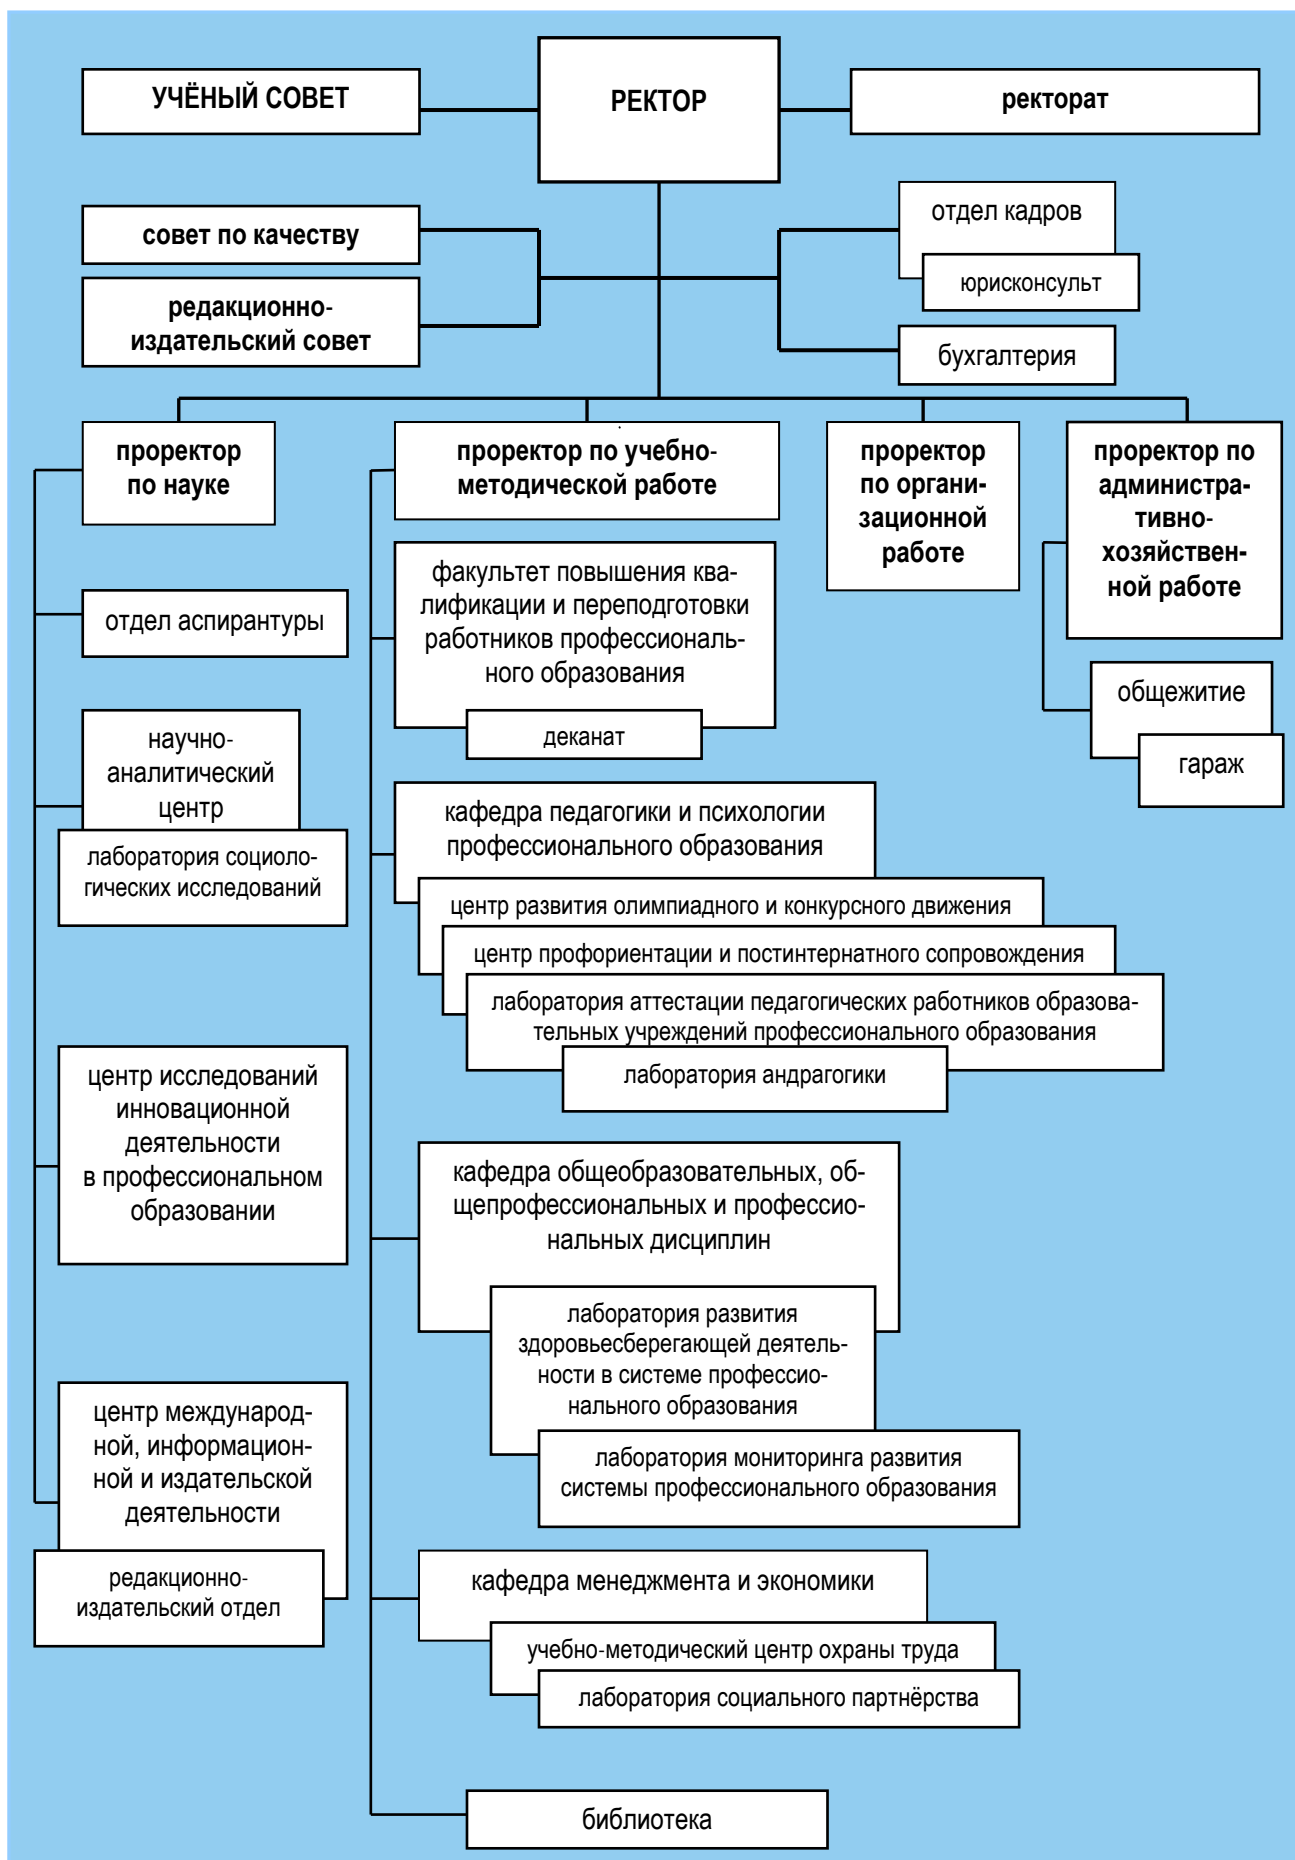 УЧЁНЫЙ СОВЕТ
РЕКТОР
ректорат
совет по качеству
редакционно-
издательский совет
отдел кадров
юрисконсульт
бухгалтерия
проректор
по науке
проректор по учебно-
методической работе
проректор
по органи-
зационной
работе
проректор по
администра-
тивно-
хозяйствен-
ной работе
отдел аспирантуры
научно-
аналитический
центр
лаборатория социоло-
гических исследований
центр исследований
инновационной
деятельности
в профессиональном
образовании
центр международ-
ной, информацион-
ной и издательской
деятельности
редакционно-
издательский отдел
факультет повышения ква-
лификации и переподготовки
работников профессиональ-
ного образования
деканат
кафедра педагогики и психологии
профессионального образования
центр развития олимпиадного и конкурсного движения
центр профориентации и постинтернатного сопровождения
лаборатория аттестации педагогических работников образова-
тельных учреждений профессионального образования
лаборатория андрагогики
кафедра общеобразовательных, об-
щепрофессиональных и профессио-
нальных дисциплин
лаборатория развития
здоровьесберегающей деятель-
ности в системе профессио-
нального образования
лаборатория мониторинга развития
системы профессионального образования
кафедра менеджмента и экономики
учебно-методический центр охраны труда
лаборатория социального партнёрства
библиотека
общежитие
гараж